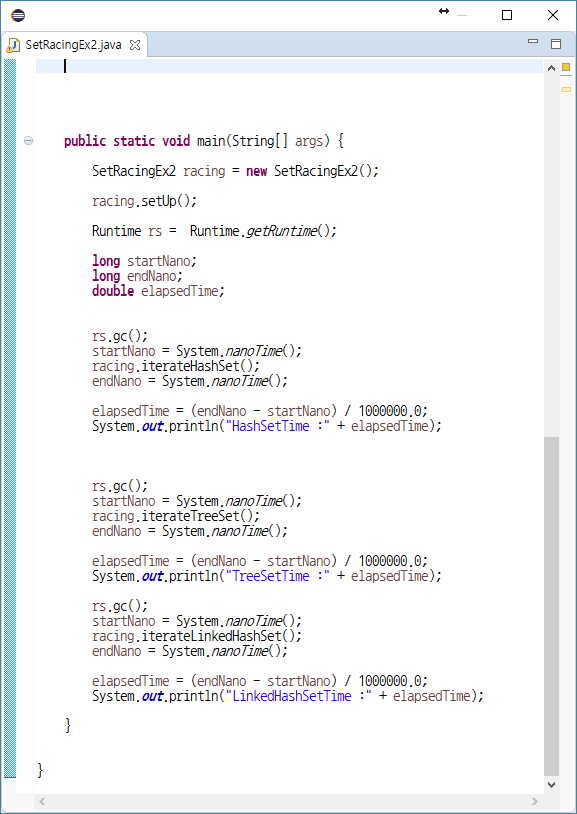 SetRacingEx2.java
public static void main(String[] args) {
SetRacingEx2 racing = new SetRacingEx2();
racing.setUp();
Runtime rs =  Runtime.getRuntime();
long startNano;
long endNano;
double elapsedTime;
rs.gc();
startNano = System.nanoTime();
racing.iterateHashSet();
endNano = System.nanoTime();
elapsedTime = (endNano - startNano) / 1000000.0;
System.out.println("HashSetTime :" + elapsedTime);
rs.gc();
startNano = System.nanoTime();
racing.iterateTreeSet();
endNano = System.nanoTime();
elapsedTime = (endNano - startNano) / 1000000.0;
System.out.println("TreeSetTime :" + elapsedTime);
rs.gc();
startNano = System.nanoTime();
racing.iterateLinkedHashSet();
endNano = System.nanoTime();
elapsedTime = (endNano - startNano) / 1000000.0;
System.out.println("LinkedHashSetTime :" + elapsedTime);
}
}